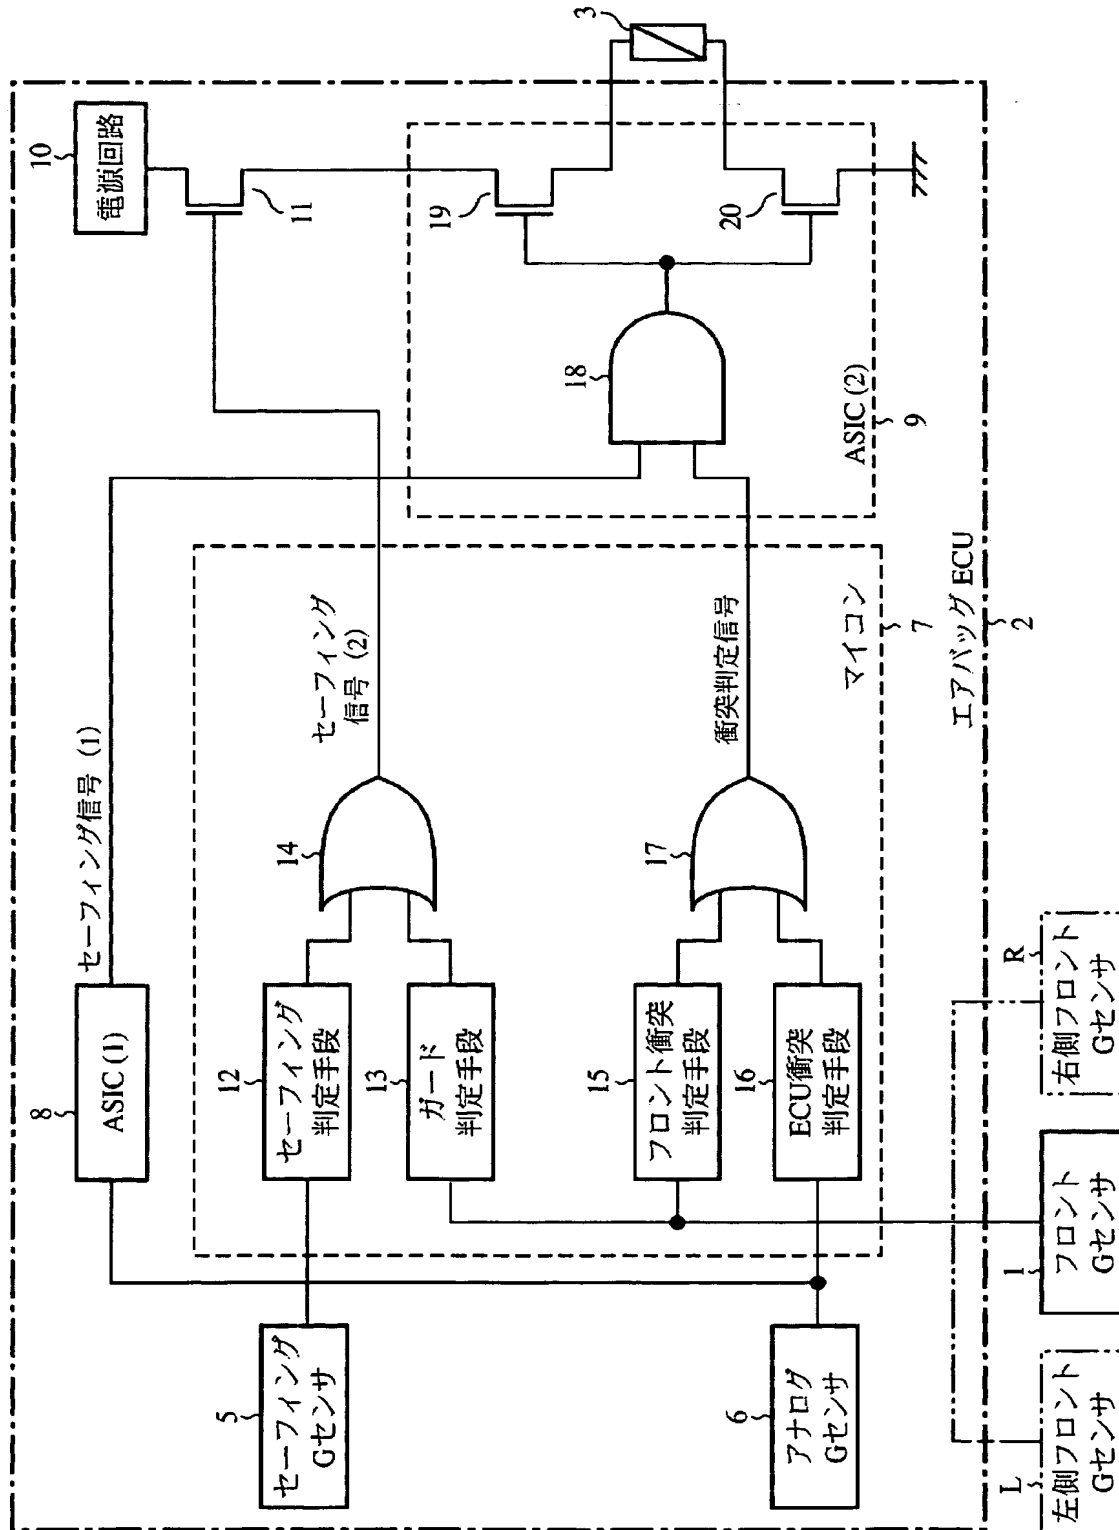 10
電源回路
11
3
19
20
18
ASIC (2)
9
セーフィング信号 (1)
8
ASIC (1)
セーフィング
信号 (2)
14
12
セーフィング
判定手段
13
ガード
判定手段
衝突判定信号
17
15
フロント衝突
判定手段
16
ECU衝突
判定手段
マイコン
7
エアバッグ ECU
2
5
セーフィング
Gセンサ
6
アナログ
Gセンサ
L
左側フロント
Gセンサ
1
フロント
Gセンサ
R
右側フロント
Gセンサ